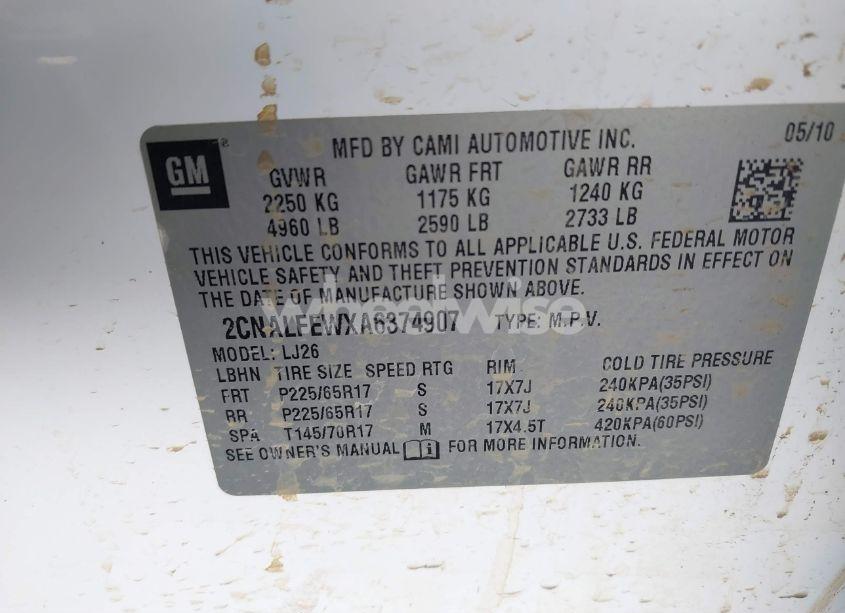 GM
MFD BY CAMI AUTOMOTIVE INC.
05/10
GVWR GAWR FRT GAWR RR
2250 KG 1175 KG 1240 KG
4960 LB 2590 LB 2733 LB
THIS VEHICLE CONFORMS TO ALL APPLICABLE U.S. FEDERAL MOTOR
VEHICLE SAFETY AND THEFT PREVENTION STANDARDS IN EFFECT ON
THE DATE OF MANUFACTURE SHOWN ABOVE.
wheelwise
2CNALFEWXA6374907 TYPE: M.P.V.
MODEL: LJ26
LBHN TIRE SIZE SPEED RTG RIM COLD TIRE PRESSURE
FRT P225/65R17 S 17X7J 240KPA(35PSI)
RR P225/65R17 S 17X7J 240KPA(35PSI)
SPA T145/70R17 M 17X4.5T 420KPA(60PSI)
SEE OWNER'S MANUAL FOR MORE INFORMATION.